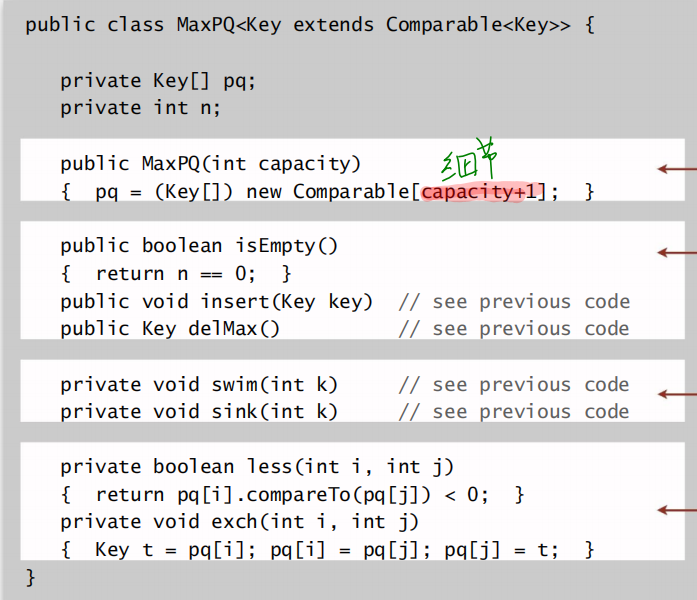 public class MaxPQ<Key extends Comparable<Key>> {
private Key[] pq;
private int n;
细节
public MaxPQ(int capacity)
{ pq = (Key[]) new Comparable[capacity+1]; }
public boolean isEmpty()
{ return n == 0; }
public void insert(Key key) // see previous code
public Key delMax() // see previous code
private void swim(int k) // see previous code
private void sink(int k) // see previous code
private boolean less(int i, int j)
{ return pq[i].compareTo(pq[j]) < 0; }
private void exch(int i, int j)
{ Key t = pq[i]; pq[i] = pq[j]; pq[j] = t; }
}